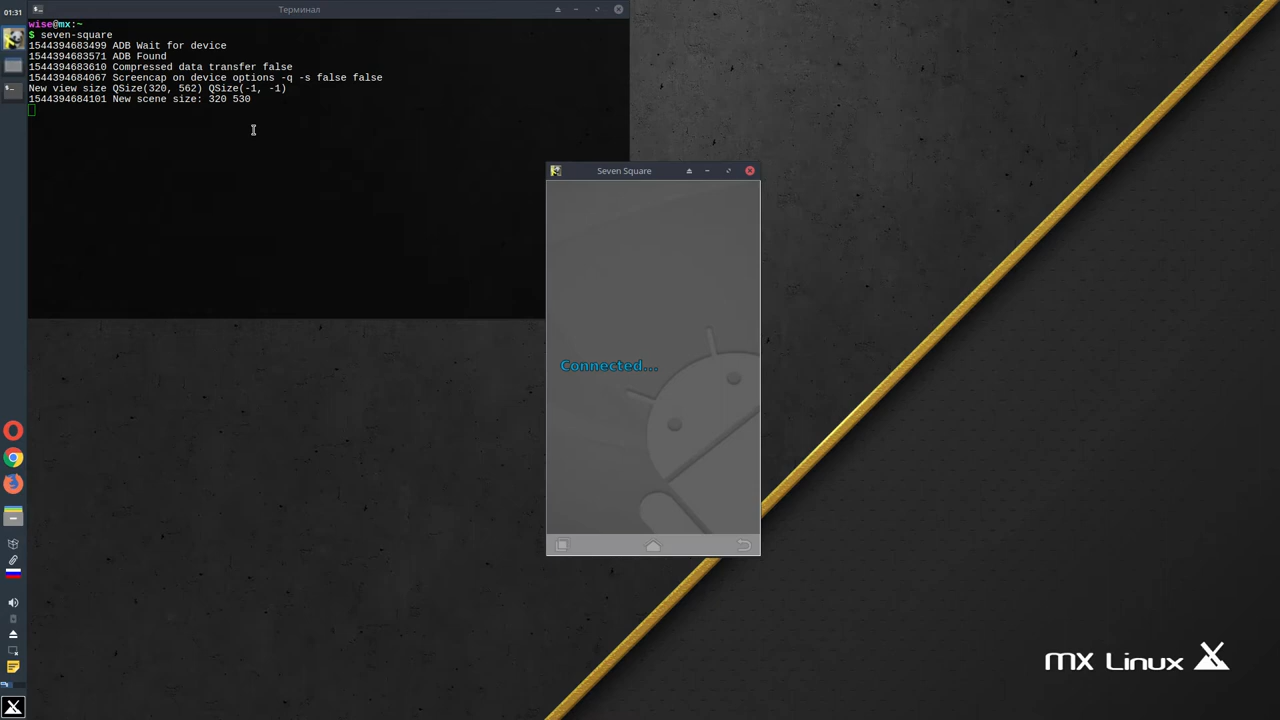 01:31
Терминал
wise@mx:~
$ seven-square
1544394683499 ADB Wait for device
1544394683571 ADB Found
1544394683610 Compressed data transfer false
1544394684067 Screencap on device options -q -s false false
New view size QSize(320, 562) QSize(-1, -1)
1544394684101 New scene size: 320 530
Seven Square
Connected...
MX Linux